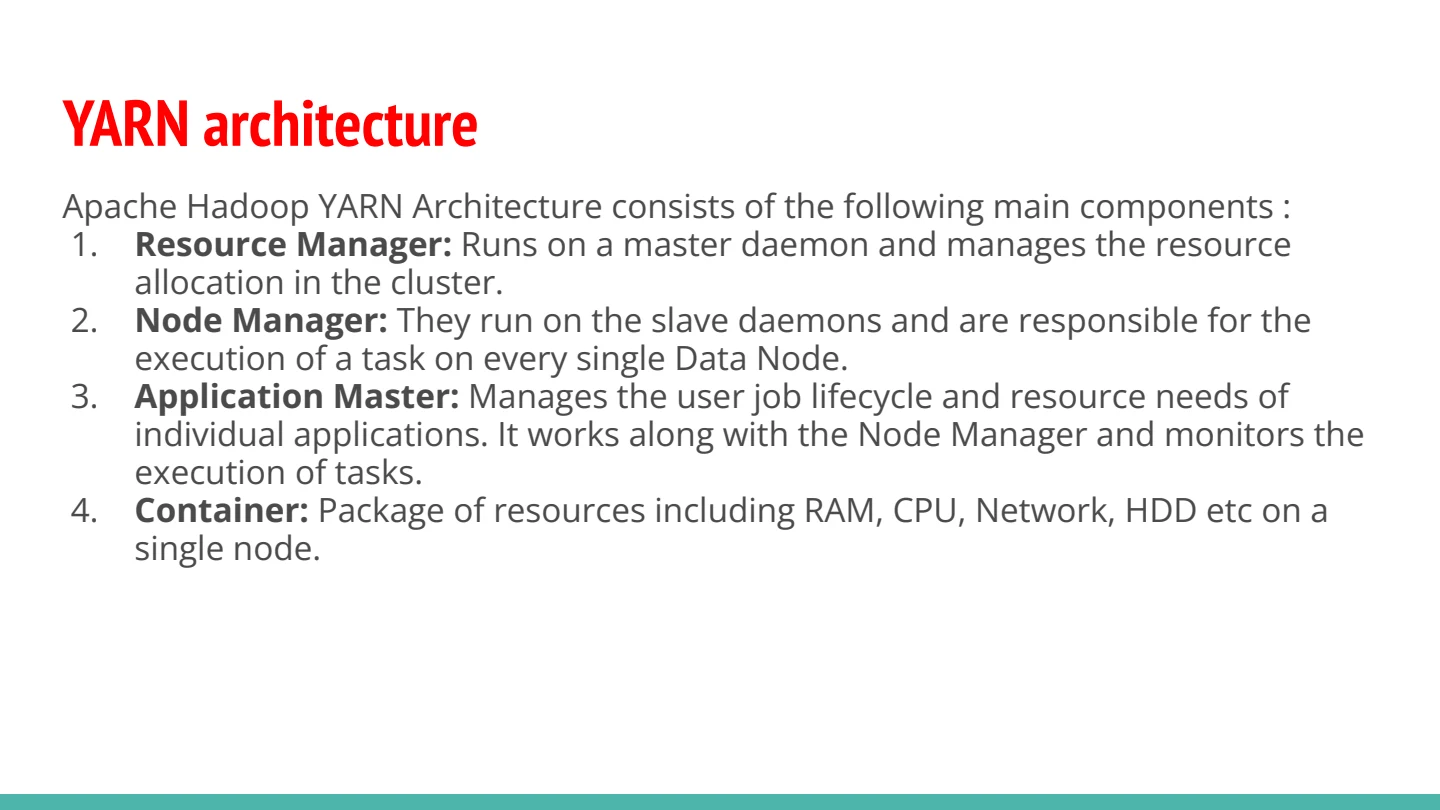 YARN architecture
Apache Hadoop YARN Architecture consists of the following main components :
1. Resource Manager: Runs on a master daemon and manages the resource
allocation in the cluster.
2. Node Manager: They run on the slave daemons and are responsible for the
execution of a task on every single Data Node.
3. Application Master: Manages the user job lifecycle and resource needs of
individual applications. It works along with the Node Manager and monitors the
execution of tasks.
4. Container: Package of resources including RAM, CPU, Network, HDD etc on a
single node.